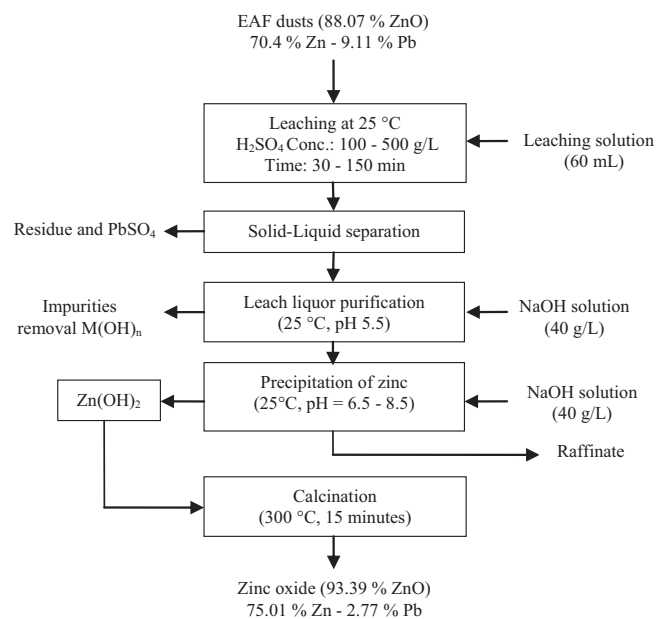 EAF dusts (88.07 % ZnO)
70.4 % Zn - 9.11 % Pb
Leaching at 25 °C
H₂SO₄ Conc.: 100 - 500 g/L
Time: 30 - 150 min
Leaching solution
(60 mL)
Residue and PbSO₄
Solid-Liquid separation
Impurities
removal M(OH)ₙ
Leach liquor purification
(25 °C, pH 5.5)
NaOH solution
(40 g/L)
Zn(OH)₂
Precipitation of zinc
(25°C, pH = 6.5 - 8.5)
NaOH solution
(40 g/L)
Raffinate
Calcination
(300 °C, 15 minutes)
Zinc oxide (93.39 % ZnO)
75.01 % Zn - 2.77 % Pb